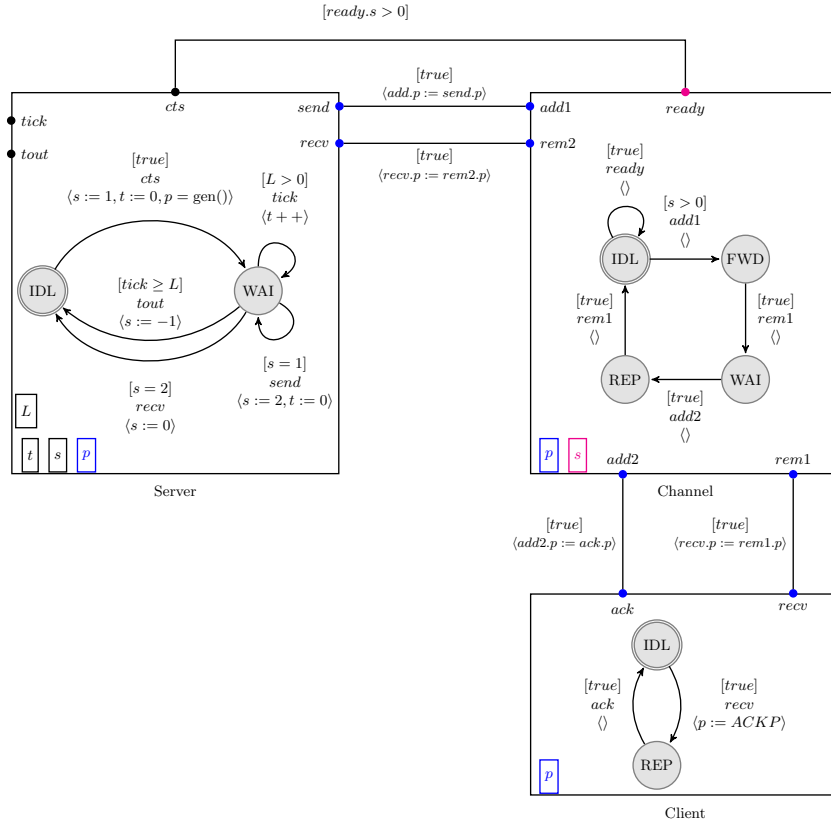 [ready.s > 0]
cts
tick
tout
send
recv
[true]
⟨add.p := send.p⟩
[true]
⟨recv.p := rem2.p⟩
add1
rem2
ready
[true]
cts
⟨s := 1, t := 0, p = gen()⟩
[L > 0]
tick
⟨t ++⟩
IDL
WAI
[tick ≥ L]
tout
⟨s := −1⟩
[s = 2]
recv
⟨s := 0⟩
[s = 1]
send
⟨s := 2, t := 0⟩
L
t
s
p
Server
[true]
ready
⟨⟩
[s > 0]
add1
⟨⟩
IDL
FWD
[true]
rem1
⟨⟩
[true]
rem1
⟨⟩
REP
WAI
[true]
add2
⟨⟩
p
s
add2
rem1
Channel
[true]
⟨add2.p := ack.p⟩
[true]
⟨recv.p := rem1.p⟩
ack
recv
IDL
[true]
ack
⟨⟩
[true]
recv
⟨p := ACKP⟩
REP
p
Client